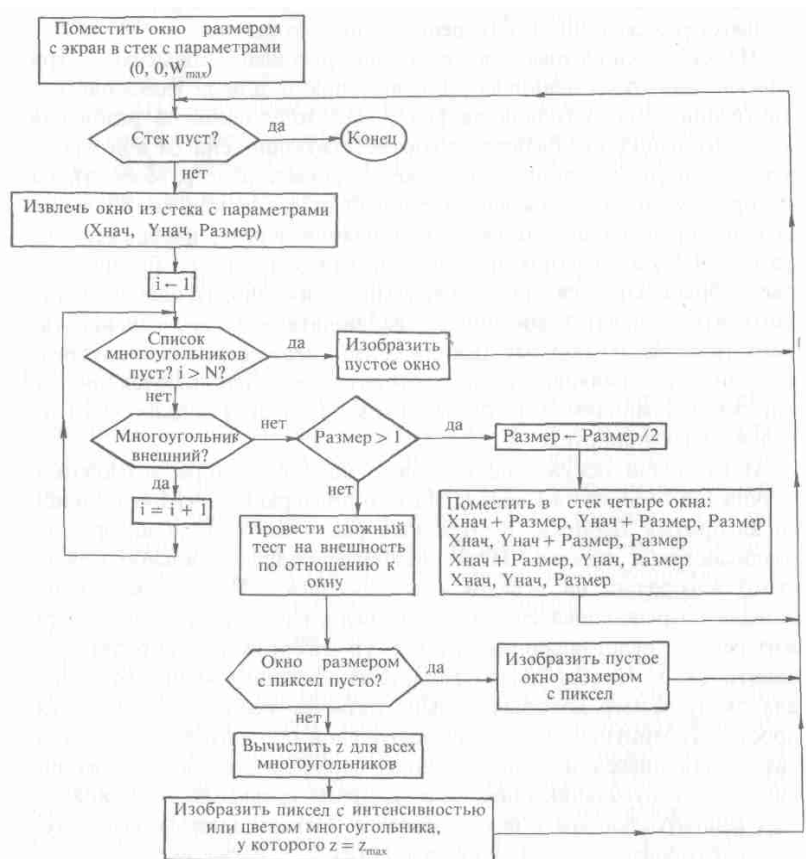 Поместить окно размером
с экран в стек с параметрами
(0, 0,Wmax)
Стек пуст?
да
Конец
нет
Извлечь окно из стека с параметрами
(Xнач, Yнач, Размер)
i ← 1
Список
многоугольников
пуст? i > N?
да
Изобразить
пустое окно
нет
Многоугольник
внешний?
нет
Размер > 1
да
Размер ← Размер/2
да
i = i + 1
нет
Поместить в стек четыре окна:
Xнач + Размер, Yнач + Размер, Размер
Xнач, Yнач + Размер, Размер
Xнач + Размер, Yнач, Размер
Xнач, Yнач, Размер
Провести сложный
тест на внешность
по отношению к
окну
Окно размером
с пиксел пусто?
да
Изобразить пустое
окно размером
с пиксел
нет
Вычислить z для всех
многоугольников
Изобразить пиксел с интенсивностью
или цветом многоугольника,
у которого z = zmax